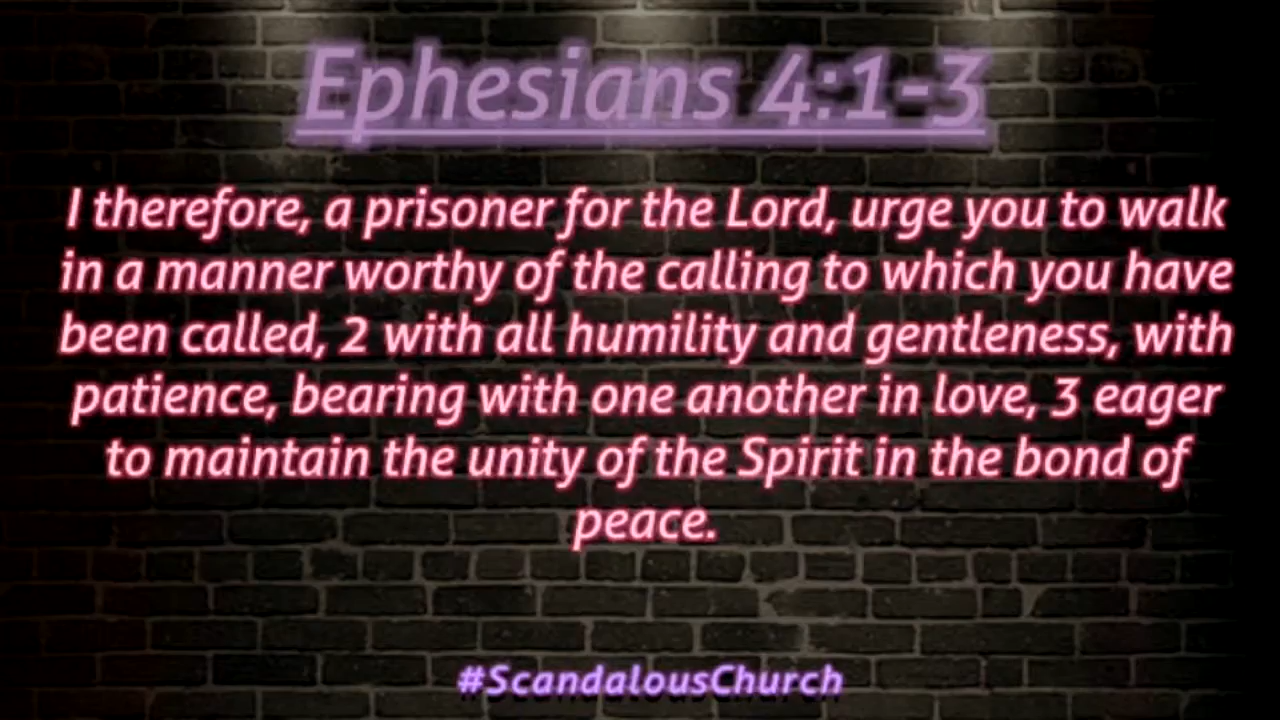 Ephesians 4:1-3
I therefore, a prisoner for the Lord, urge you to walk
in a manner worthy of the calling to which you have
been called, 2 with all humility and gentleness, with
patience, bearing with one another in love, 3 eager
to maintain the unity of the Spirit in the bond of
peace.
#ScandalousChurch